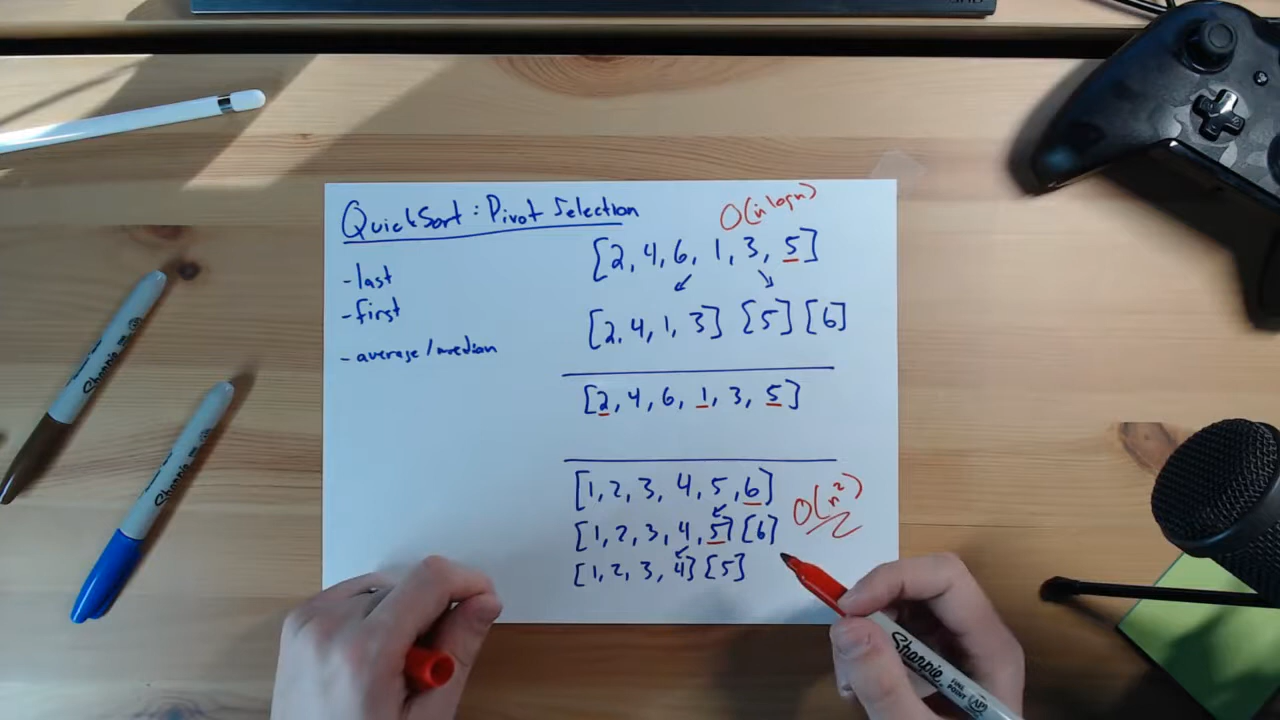 QuickSort: Pivot Selection
- last
- first
- average/median
O(n log n)
[2, 4, 6, 1, 3, 5]
[2, 4, 1, 3] [5] [6]
[2, 4, 6, 1, 3, 5]
[1, 2, 3, 4, 5, 6]
O(n²)
[1, 2, 3, 4, 5] [6]
[1, 2, 3, 4] [5]
Sharpie
Sharpie
Sharpie
FINE POINT